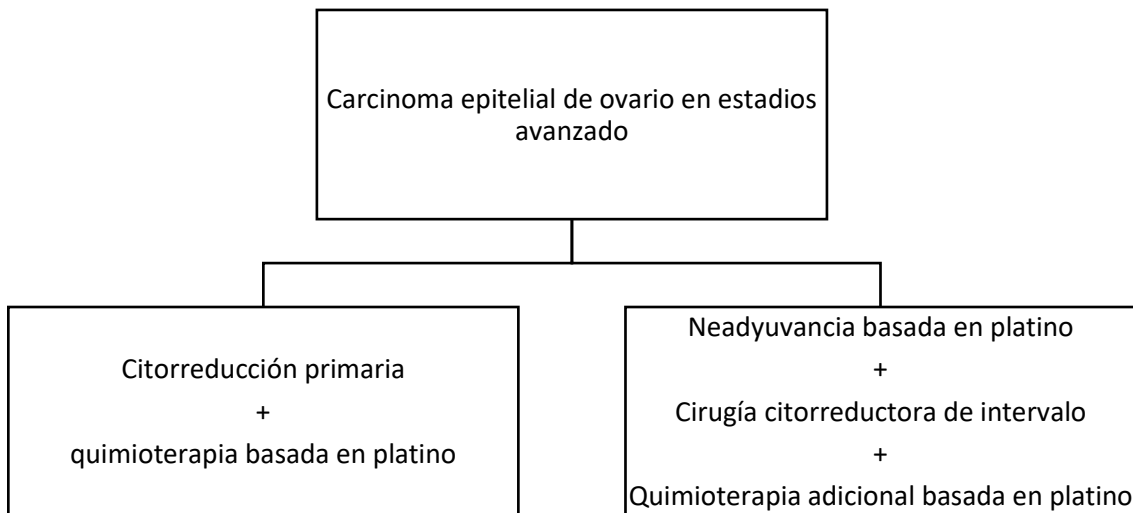 Carcinoma epitelial de ovario en estadios
avanzado
Citorreducción primaria
+
quimioterapia basada en platino
Neadyuvancia basada en platino
+
Cirugía citorreductora de intervalo
+
Quimioterapia adicional basada en platino